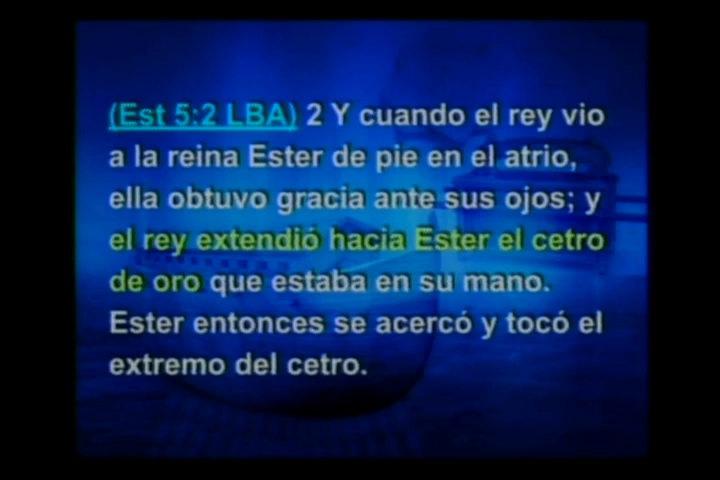 (Est 5:2 LBA) 2 Y cuando el rey vio
a la reina Ester de pie en el atrio,
ella obtuvo gracia ante sus ojos; y
el rey extendió hacia Ester el cetro
de oro que estaba en su mano.
Ester entonces se acercó y tocó el
extremo del cetro.